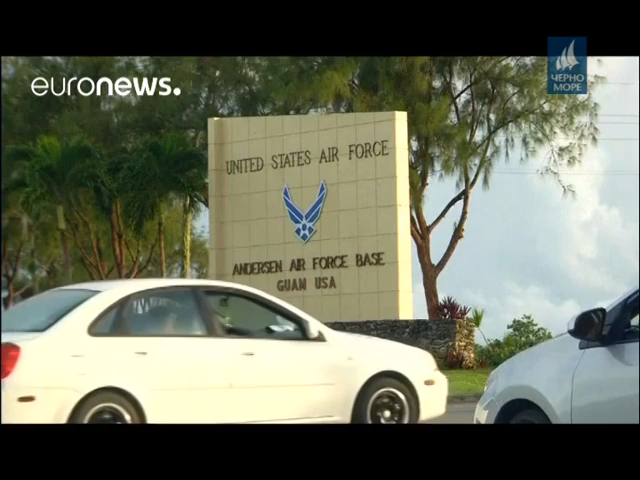 euronews.
ЧЕРНО
МОРЕ
UNITED STATES AIR FORCE
ANDERSEN AIR FORCE BASE
GUAM USA